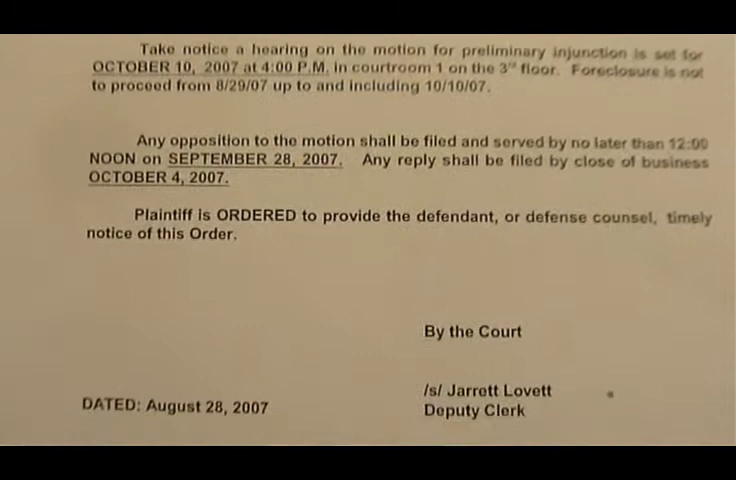 Take notice a hearing on the motion for preliminary injunction is set for
OCTOBER 10, 2007 at 4:00 P.M. in courtroom 1 on the 3rd floor. Foreclosure is not
to proceed from 8/29/07 up to and including 10/10/07.
Any opposition to the motion shall be filed and served by no later than 12:00
NOON on SEPTEMBER 28, 2007. Any reply shall be filed by close of business
OCTOBER 4, 2007.
Plaintiff is ORDERED to provide the defendant, or defense counsel, timely
notice of this Order.
By the Court
/s/ Jarrett Lovett
Deputy Clerk
DATED: August 28, 2007